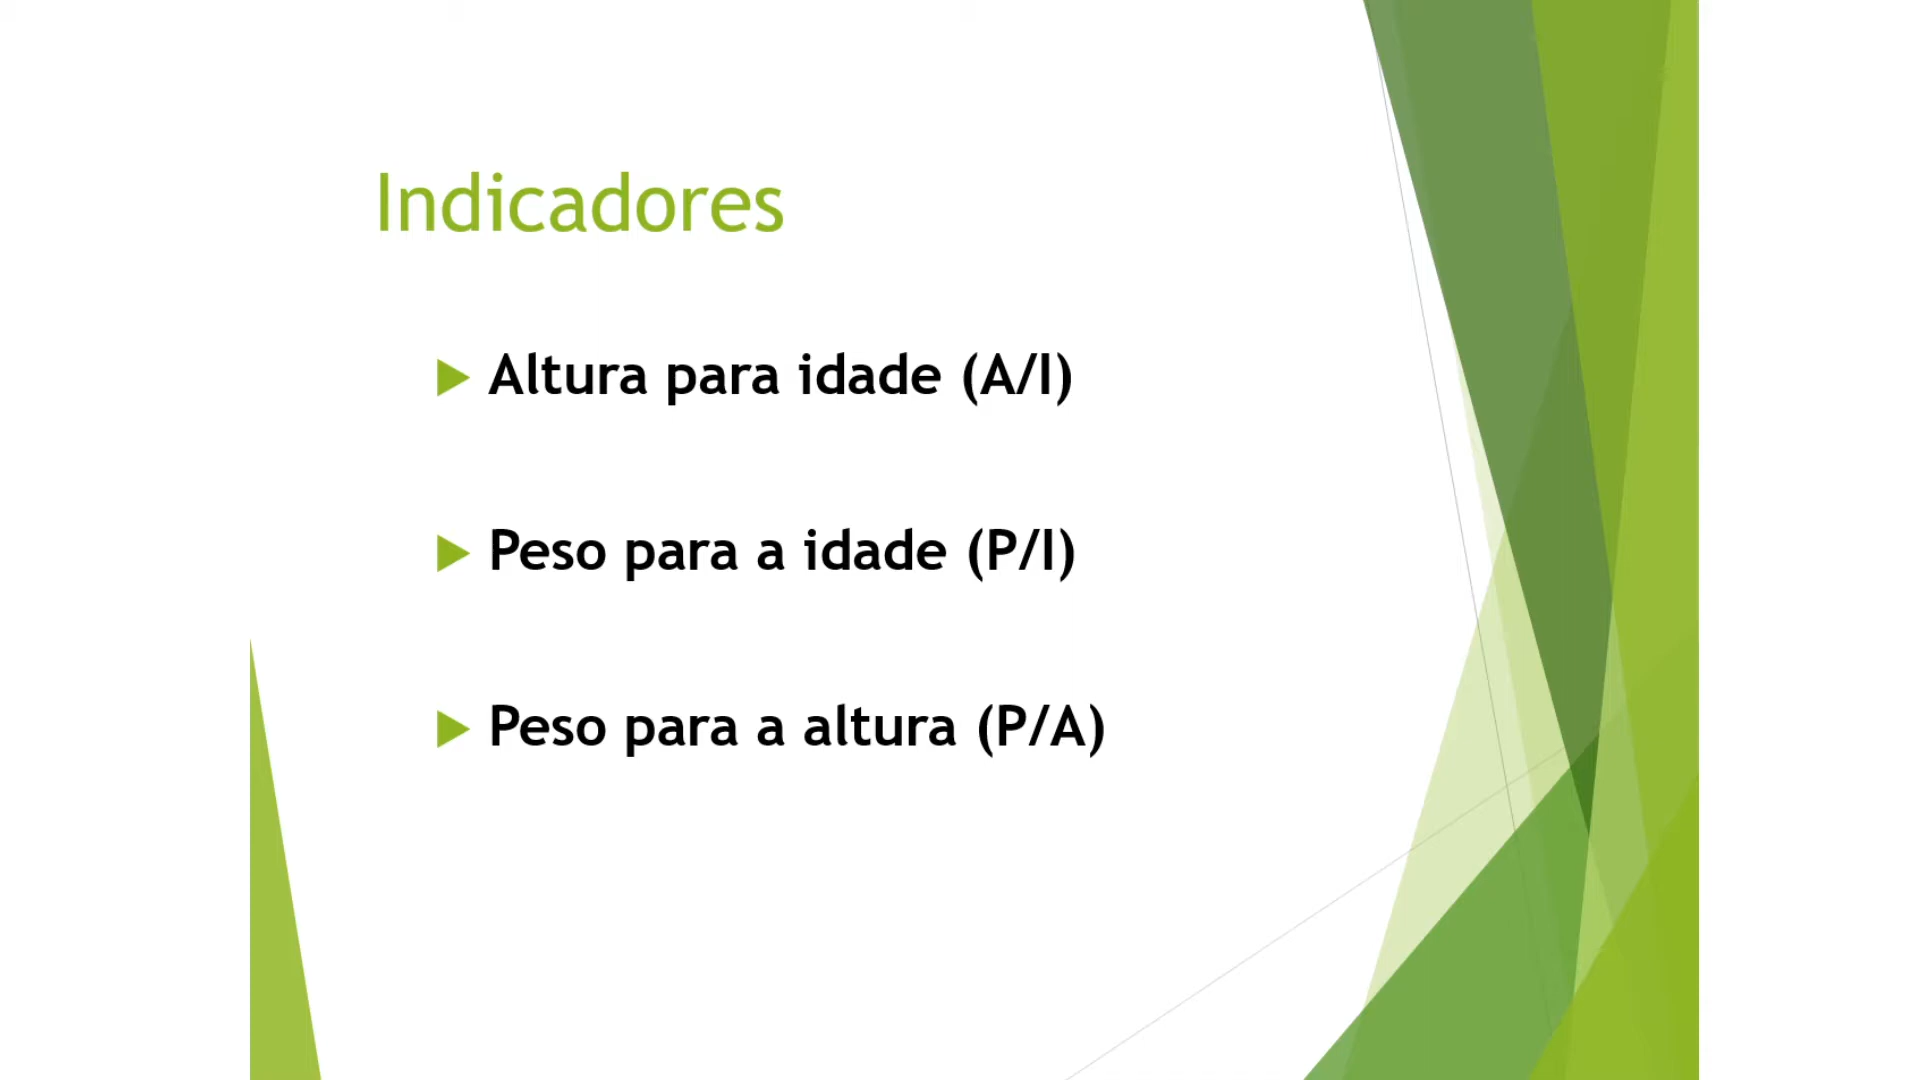 Indicadores
Altura para idade (A/I)
Peso para a idade (P/I)
Peso para a altura (P/A)